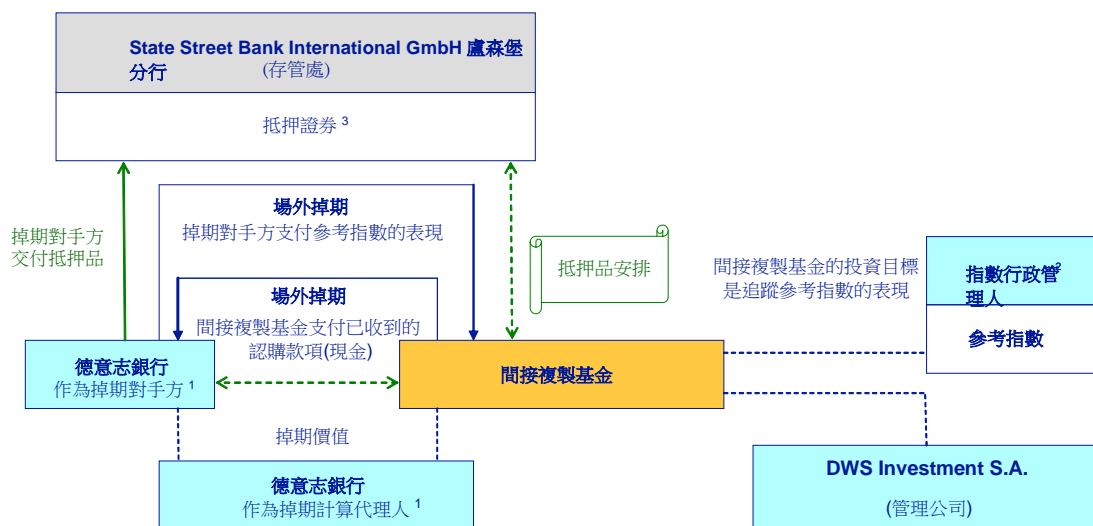 State Street Bank International GmbH 盧森堡
分行 (存管處)
抵押證券 3
場外掉期
掉期對手方支付參考指數的表現
掉期對手方
交付抵押品
抵押品安排
場外掉期
間接複製基金支付已收到的
認購款項(現金)
間接複製基金的投資目標
是追蹤參考指數的表現
指數行政管2
理人
參考指數
德意志銀行
作為掉期對手方 1
間接複製基金
掉期價值
德意志銀行
作為掉期計算代理人 1
DWS Investment S.A.
(管理公司)